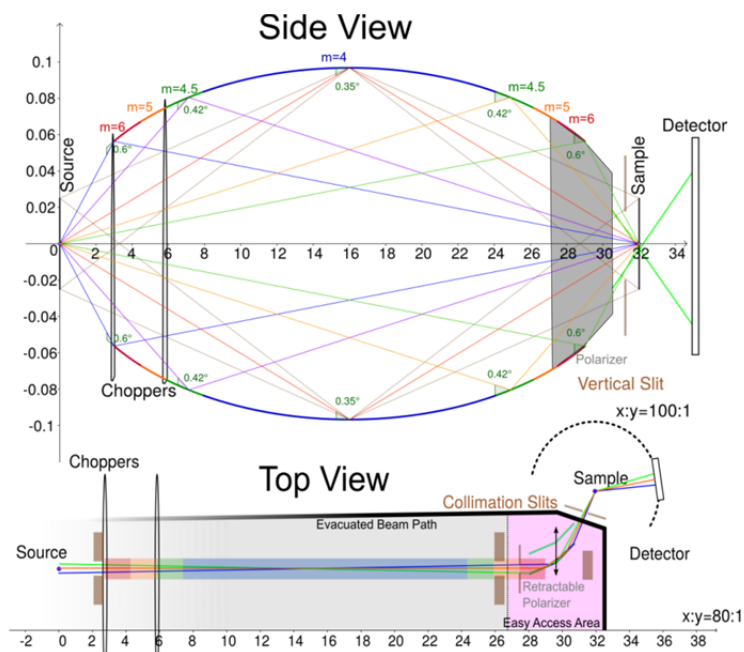 Side View
m=4
0.1
m=4.5
m=4.5
0.35°
0.08
m=5
0.42°
0.42°
m=5
m=6
m=6
Detector
0.06
0.6°
0.6°
Source
Sample
0.04
0.02
0
2
4
6
8
10
12
14
16
18
20
22
24
26
28
30
32
34
-0.02
-0.04
0.6°
0.6°
-0.06
Polarizer
Choppers
0.42°
0.42°
Vertical Slit
-0.08
0.35°
-0.1
x:y=100:1
Choppers
Top View
Sample
Collimation Slits
Evacuated Beam Path
Source
Detector
Retractable
Polarizer
Easy Access Area
x:y=80:1
-2
0
2
4
6
8
10
12
14
16
18
20
22
24
26
28
30
32
34
36
38